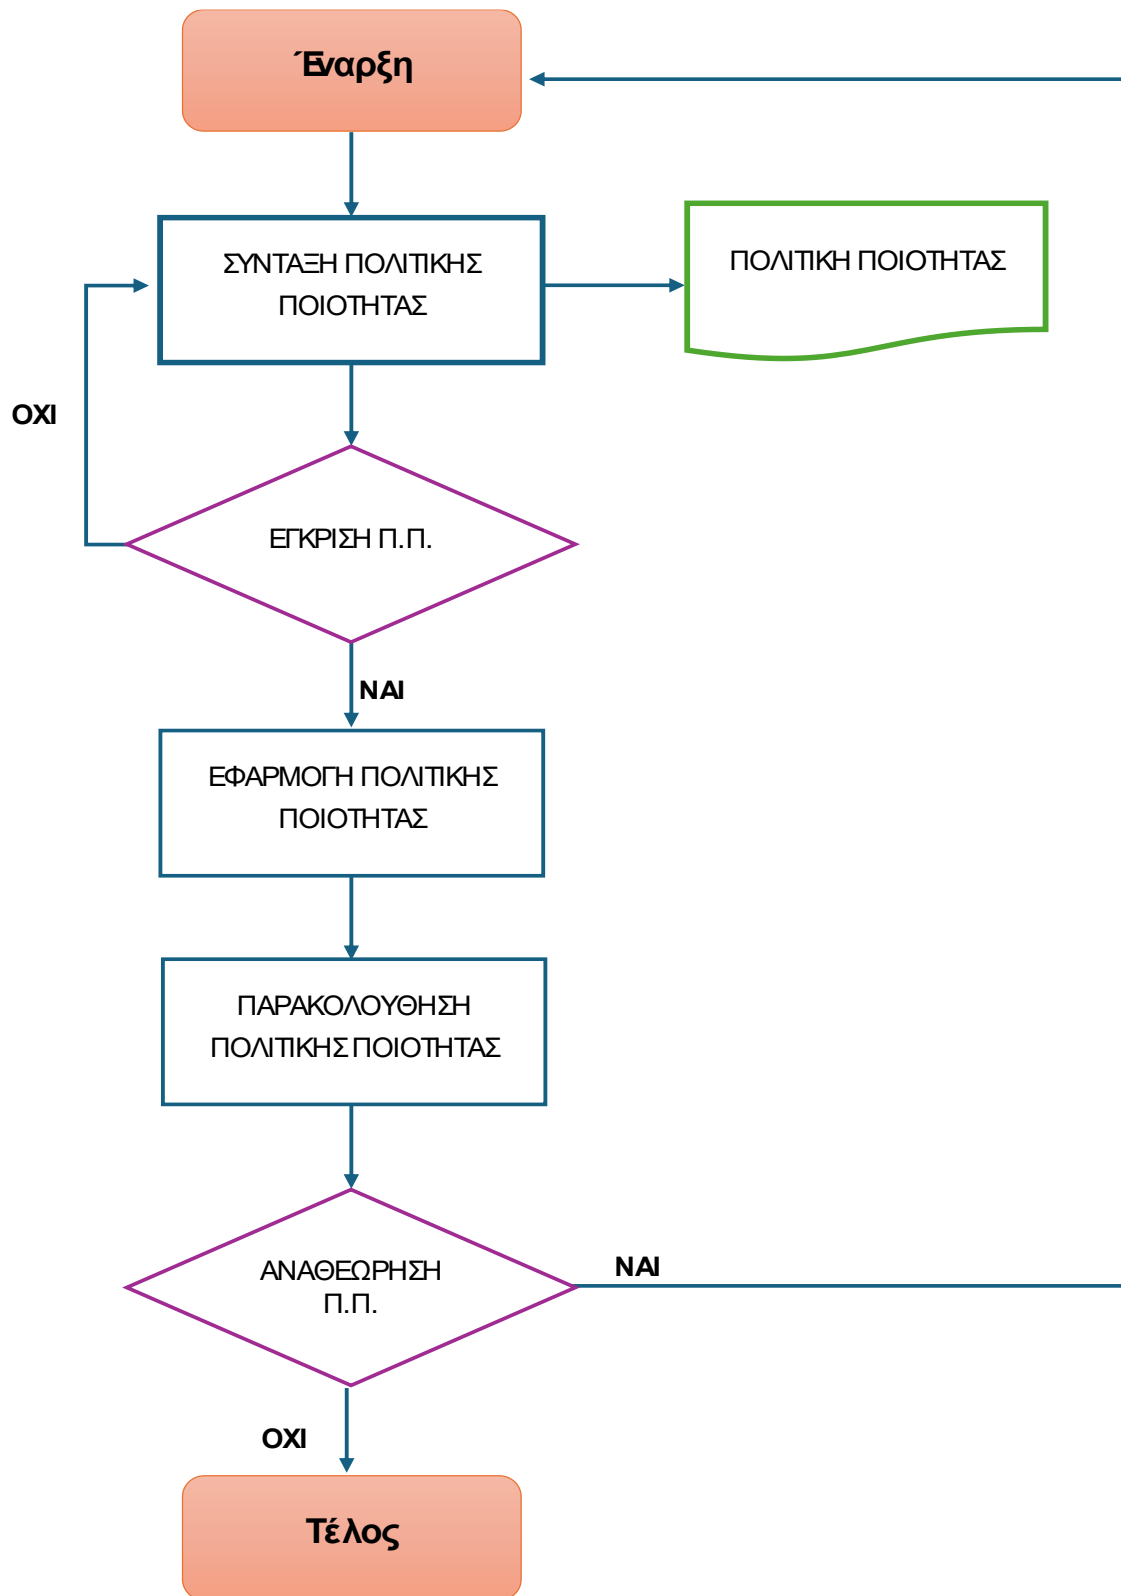 Έναρξη
ΣΥΝΤΑΞΗ ΠΟΛΙΤΙΚΗΣ
ΠΟΙΟΤΗΤΑΣ
ΠΟΛΙΤΙΚΗ ΠΟΙΟΤΗΤΑΣ
ΟΧΙ
ΕΓΚΡΙΣΗ Π.Π.
ΝΑΙ
ΕΦΑΡΜΟΓΗ ΠΟΛΙΤΙΚΗΣ
ΠΟΙΟΤΗΤΑΣ
ΠΑΡΑΚΟΛΟΥΘΗΣΗ
ΠΟΛΙΤΙΚΗΣ ΠΟΙΟΤΗΤΑΣ
ΑΝΑΘΕΩΡΗΣΗ
Π.Π.
ΝΑΙ
ΟΧΙ
Τέλος